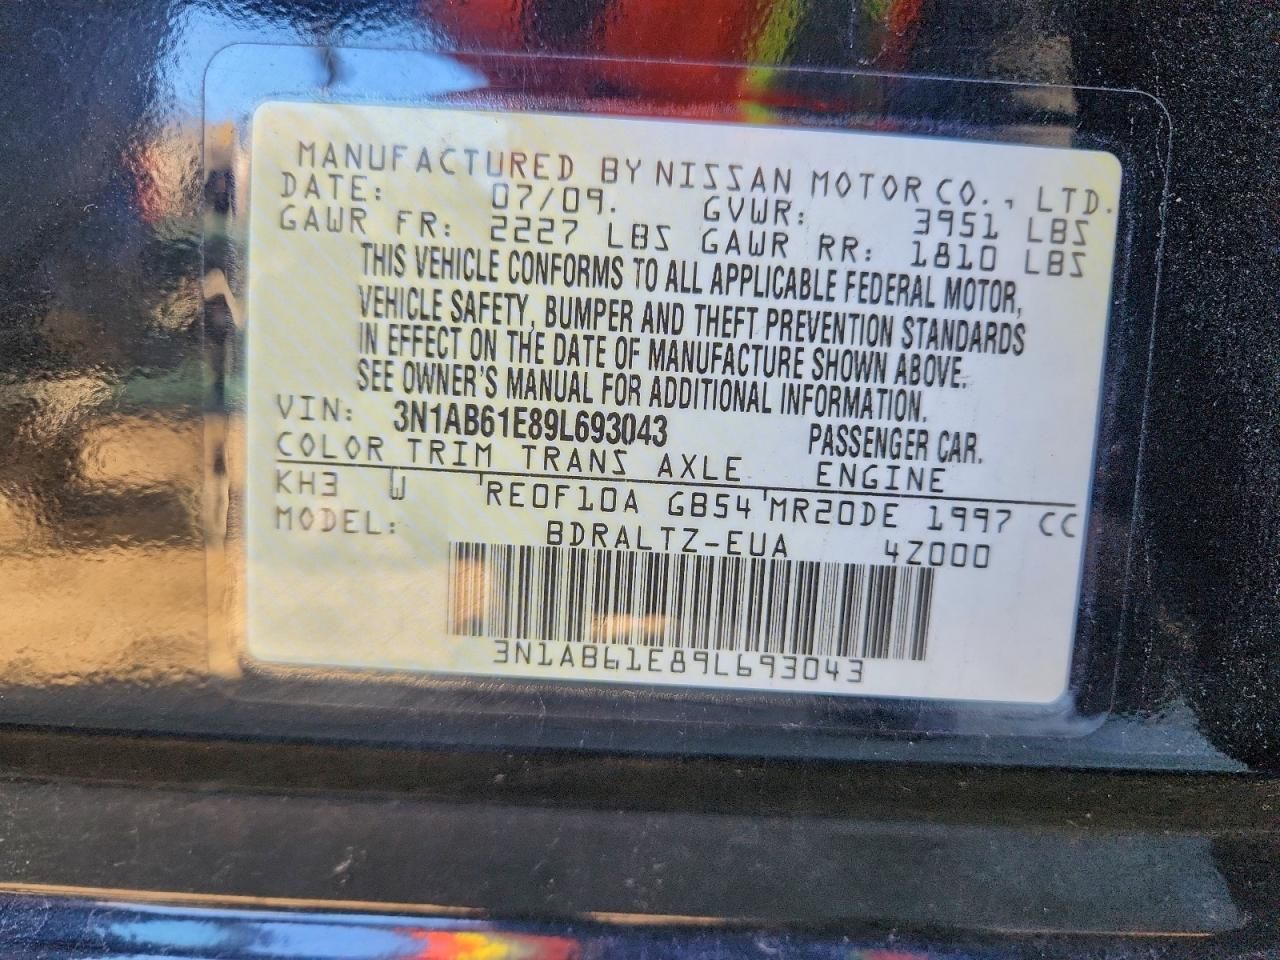 MANUFACTURED BY NISSAN MOTOR CO., LTD.
DATE: 07/09. GVWR: 3951 LBS
GAWR FR: 2227 LBS GAWR RR: 1810 LBS
THIS VEHICLE CONFORMS TO ALL APPLICABLE FEDERAL MOTOR,
VEHICLE SAFETY, BUMPER AND THEFT PREVENTION STANDARDS
IN EFFECT ON THE DATE OF MANUFACTURE SHOWN ABOVE.
SEE OWNER'S MANUAL FOR ADDITIONAL INFORMATION.
VIN: 3N1AB61E89L693043 PASSENGER CAR.
COLOR TRIM TRANS AXLE ENGINE
KH3 W RE0F10A GB54 MR20DE 1997 CC
MODEL: BDRALTZ-EUA 4Z000
3N1AB61E89L693043